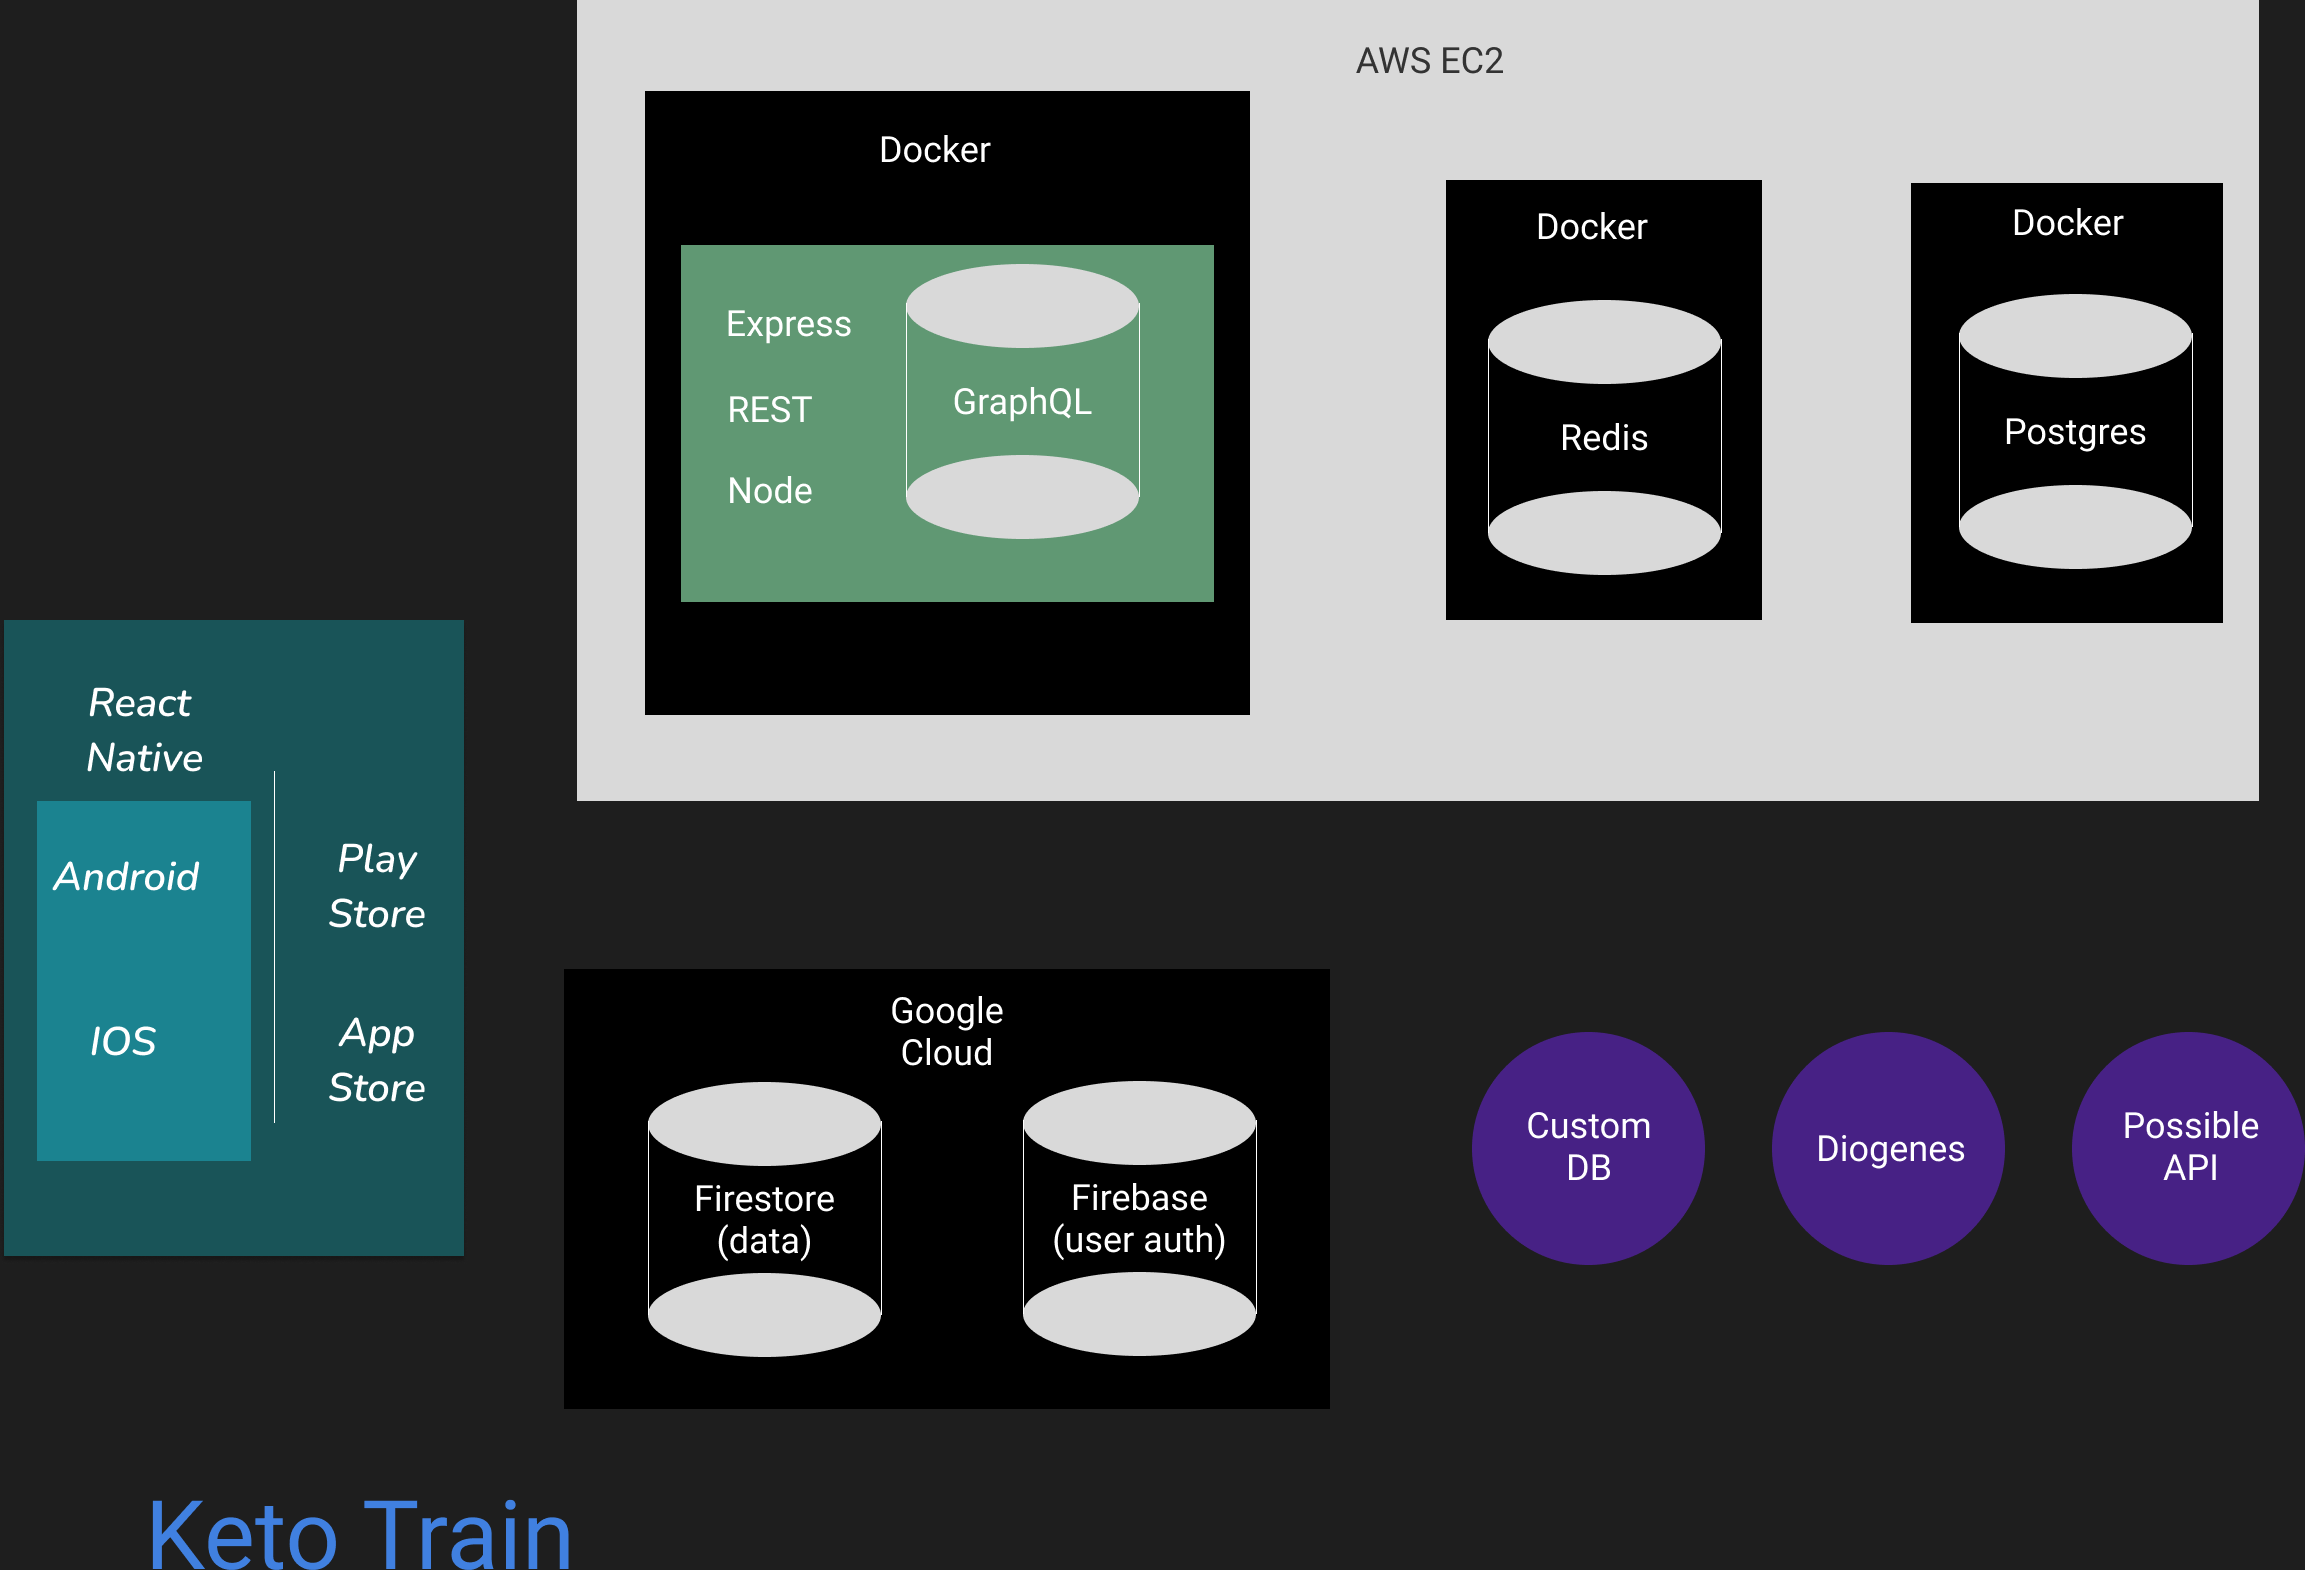 AWS EC2
Docker
Express
REST
Node
GraphQL
Docker
Redis
Docker
Postgres
React
Native
Android
IOS
Play
Store
App
Store
Google
Cloud
Firestore
(data)
Firebase
(user auth)
Custom
DB
Diogenes
Possible
API
Keto Train